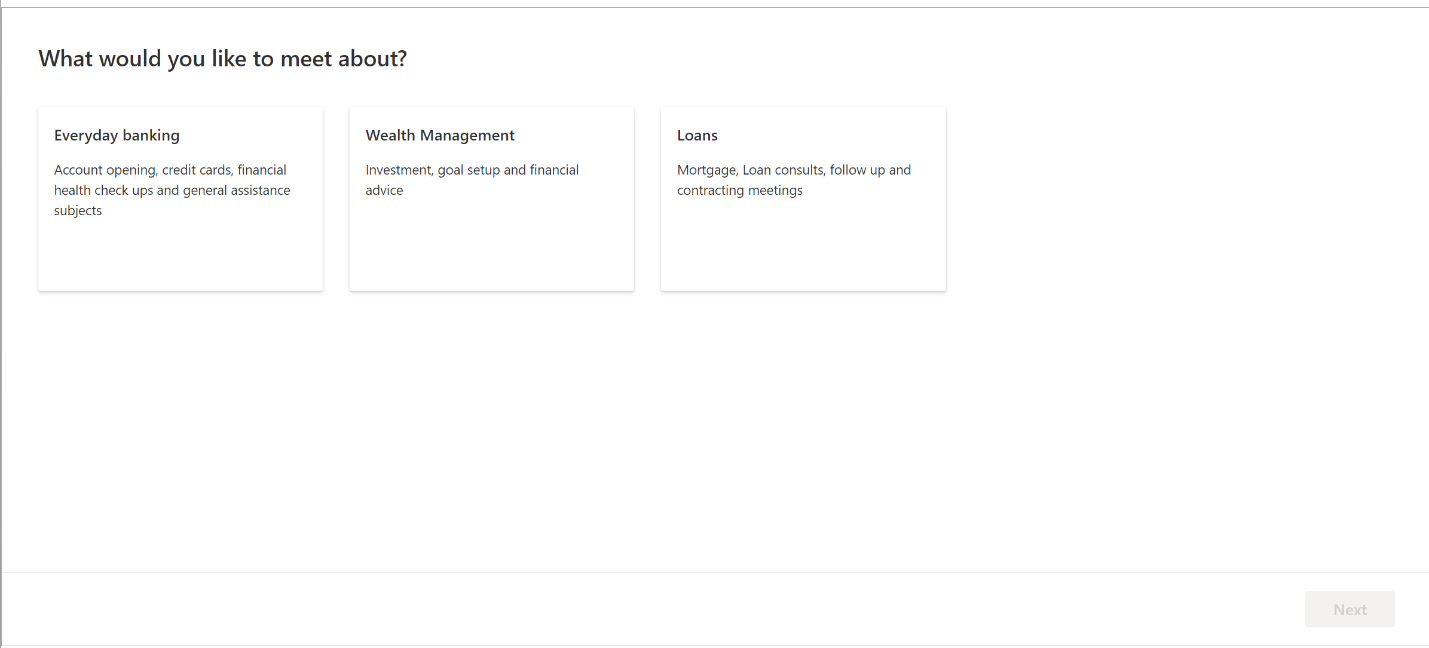 What would you like to meet about?
Everyday banking
Account opening, credit cards, financial
health check ups and general assistance
subjects
Wealth Management
Investment, goal setup and financial
advice
Loans
Mortgage, Loan consults, follow up and
contracting meetings
Next